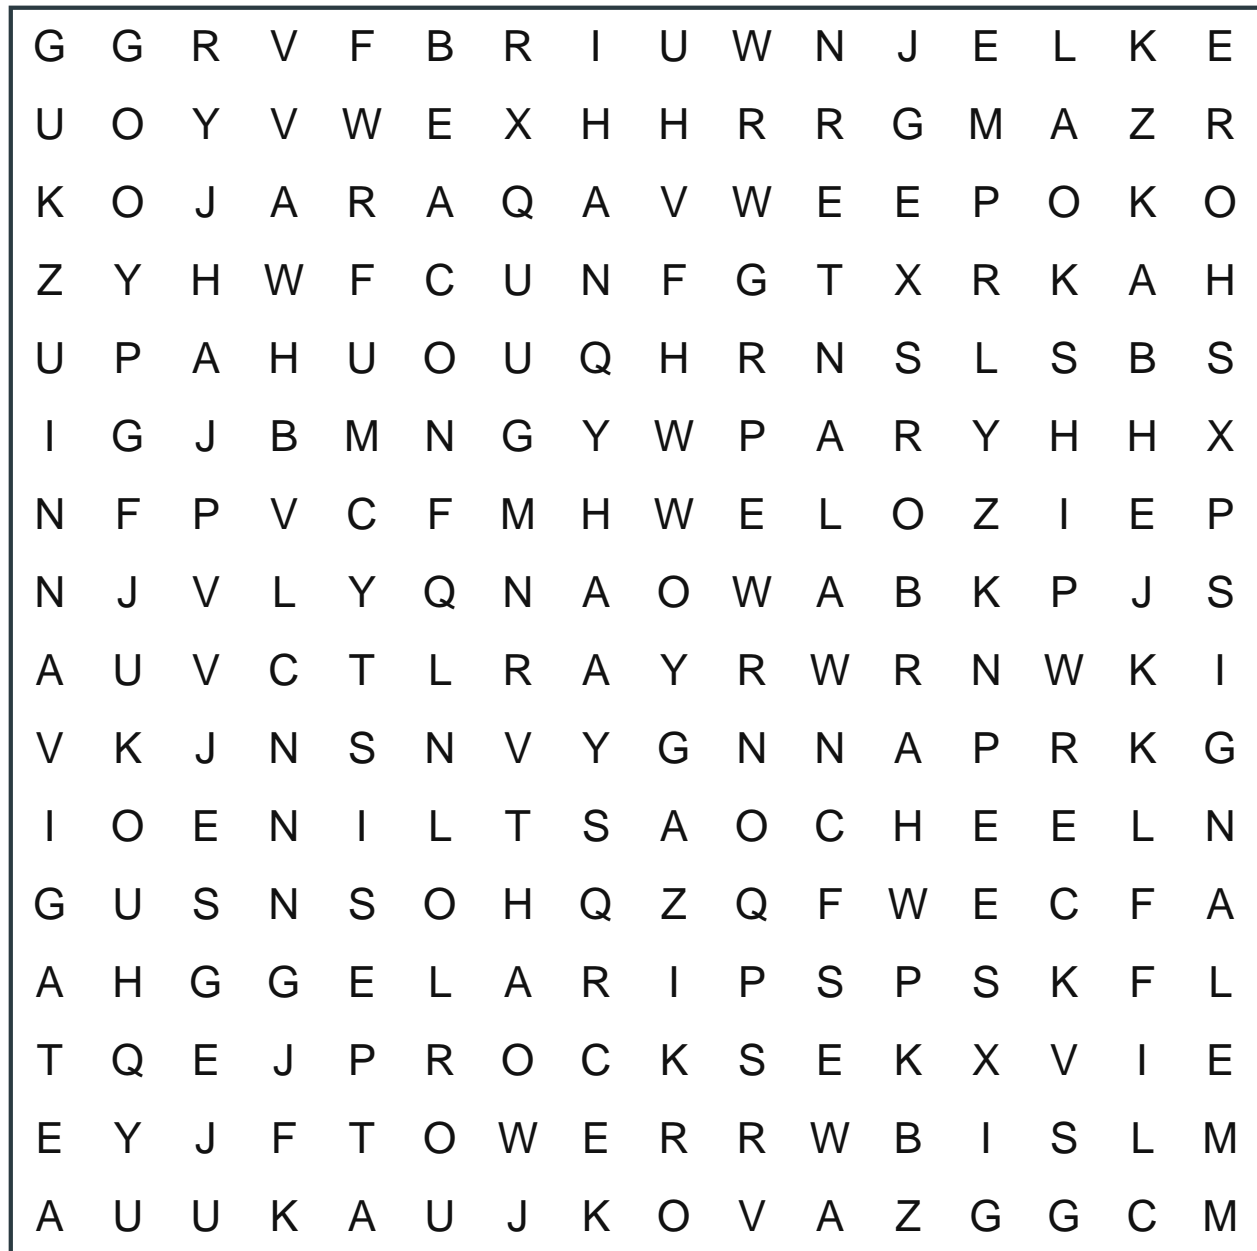 G G R V F B R I U W N J E L K E
U O Y V W E X H H R R G M A Z R
K O J A R A Q A V W E E P O K O
Z Y H W F C U N F G T X R K A H
U P A H U O U Q H R N S L S B S
I G J B M N G Y W P A R Y H H X
N F P V C F M H W E L O Z I E P
N J V L Y Q N A O W A B K P J S
A U V C T L R A Y R W R N W K I
V K J N S N V Y G N N A P R K G
I O E N I L T S A O C H E E L N
G U S N S O H Q Z Q F W E C F A
A H G G E L A R I P S P S K F L
T Q E J P R O C K S E K X V I E
E Y J F T O W E R R W B I S L M
A U U K A U J K O V A Z G G C M